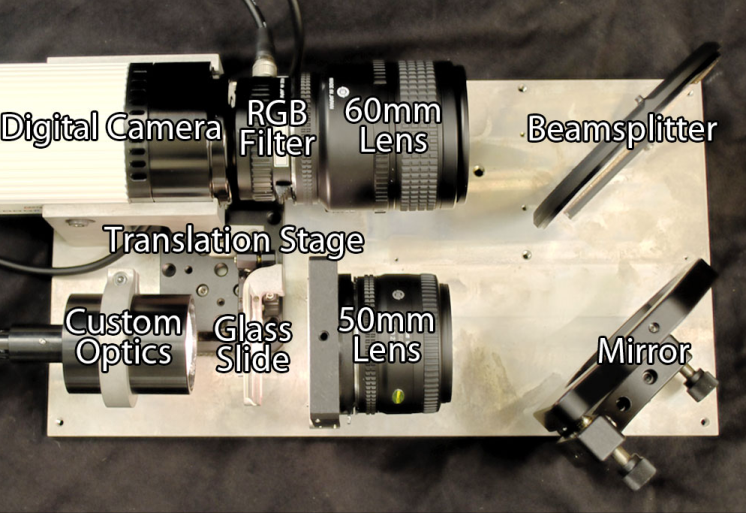 Digital Camera
RGB
Filter
60mm
Lens
Beamsplitter
Translation Stage
Custom
Optics
Glass
Slide
50mm
Lens
Mirror